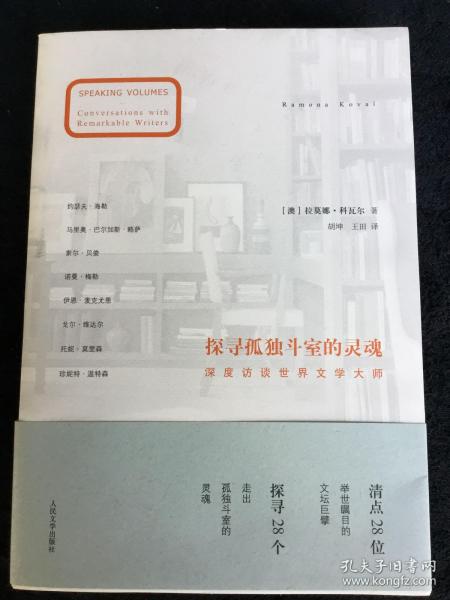 SPEAKING VOLUMES
Conversations with
Remarkable Writers
Ramona Koval
[澳]拉莫娜·科瓦尔 著
胡坤 王田 译
约瑟夫·海勒
马里奥·巴尔加斯·略萨
索尔·贝娄
诺曼·梅勒
伊恩·麦克尤恩
戈尔·维达尔
托妮·莫里森
珍妮特·温特森
探寻孤独斗室的灵魂
深度访谈世界文学大师
清点28位
举世瞩目的
文坛巨擘
探寻28个
走出
孤独斗室的
灵魂
人民文学出版社
孔夫子旧书网
www.kongfz.com